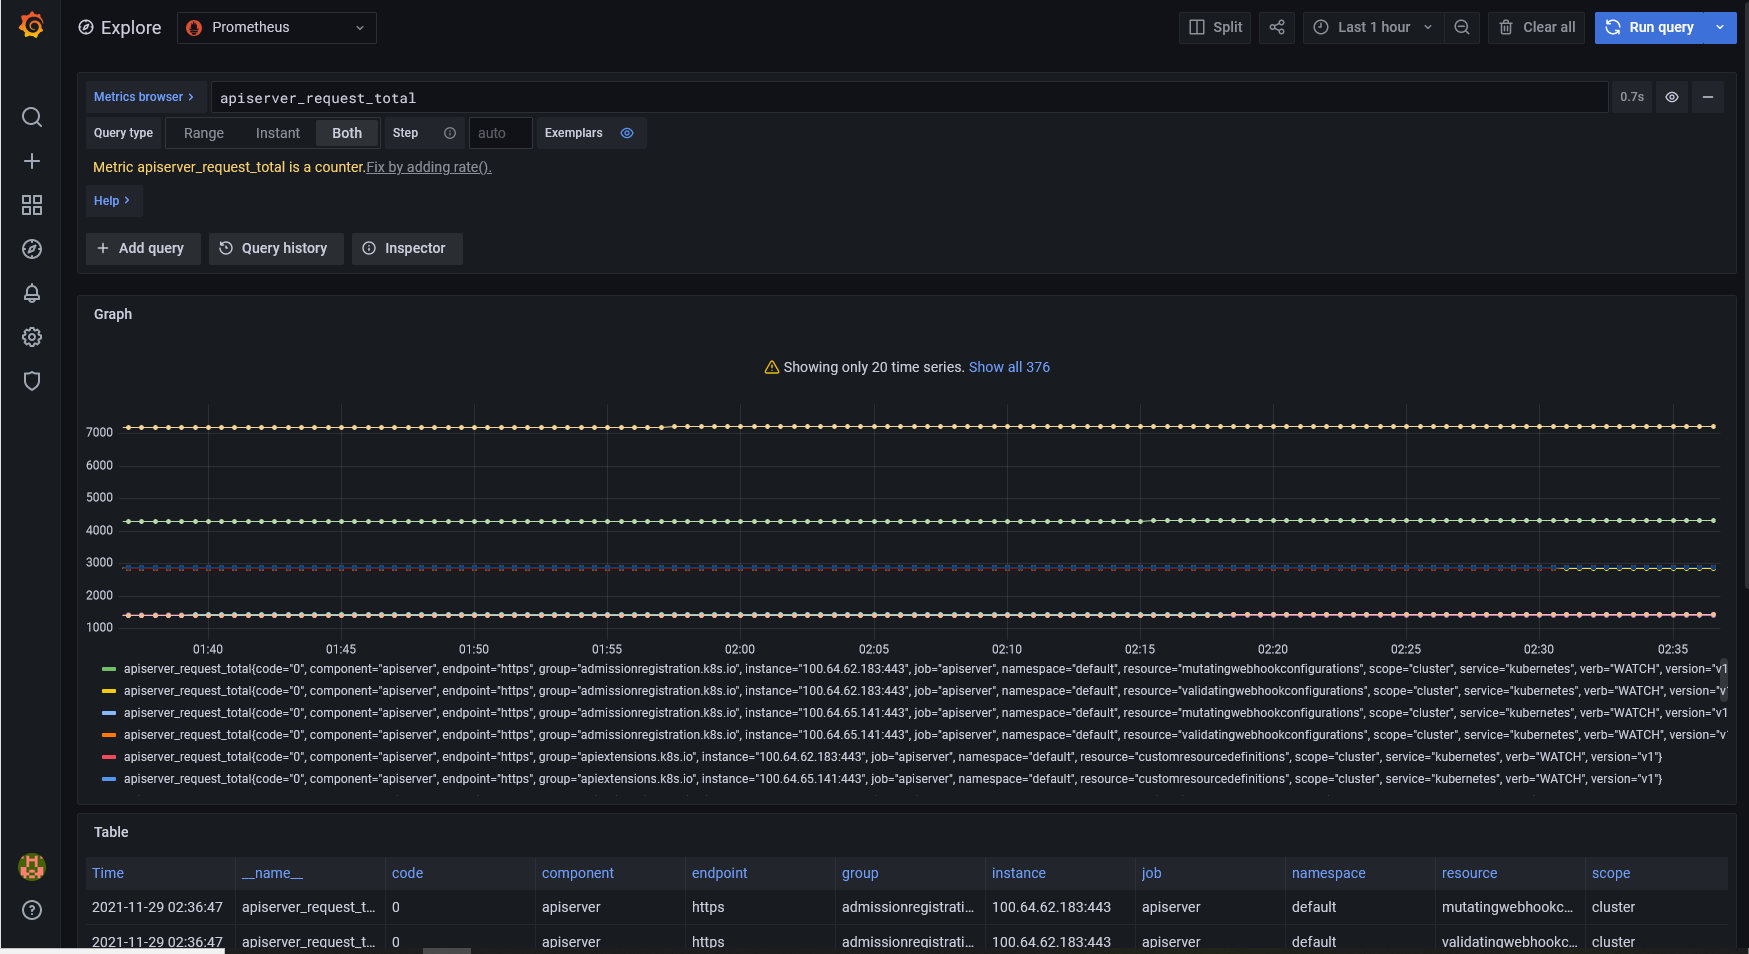 Explore Prometheus Split Last 1 hour Clear all Run query
Metrics browser > apiserver_request_total 0.7s
Query type Range Instant Both Step auto Exemplars
Metric apiserver_request_total is a counter. Fix by adding rate().
Help >
+ Add query Query history Inspector
Graph
Showing only 20 time series. Show all 376
7000
6000
5000
4000
3000
2000
1000
01:40 01:45 01:50 01:55 02:00 02:05 02:10 02:15 02:20 02:25 02:30 02:35
apiserver_request_total{code="0", component="apiserver", endpoint="https", group="admissionregistration.k8s.io", instance="100.64.62.183:443", job="apiserver", namespace="default", resource="mutatingwebhookconfigurations", scope="cluster", service="kubernetes", verb="WATCH", version="v1
apiserver_request_total{code="0", component="apiserver", endpoint="https", group="admissionregistration.k8s.io", instance="100.64.62.183:443", job="apiserver", namespace="default", resource="validatingwebhookconfigurations", scope="cluster", service="kubernetes", verb="WATCH", version="v
apiserver_request_total{code="0", component="apiserver", endpoint="https", group="admissionregistration.k8s.io", instance="100.64.65.141:443", job="apiserver", namespace="default", resource="mutatingwebhookconfigurations", scope="cluster", service="kubernetes", verb="WATCH", version="v1
apiserver_request_total{code="0", component="apiserver", endpoint="https", group="admissionregistration.k8s.io", instance="100.64.65.141:443", job="apiserver", namespace="default", resource="validatingwebhookconfigurations", scope="cluster", service="kubernetes", verb="WATCH", version="v
apiserver_request_total{code="0", component="apiserver", endpoint="https", group="apiextensions.k8s.io", instance="100.64.62.183:443", job="apiserver", namespace="default", resource="customresourcedefinitions", scope="cluster", service="kubernetes", verb="WATCH", version="v1"}
apiserver_request_total{code="0", component="apiserver", endpoint="https", group="apiextensions.k8s.io", instance="100.64.65.141:443", job="apiserver", namespace="default", resource="customresourcedefinitions", scope="cluster", service="kubernetes", verb="WATCH", version="v1"}
Table
Time __name__ code component endpoint group instance job namespace resource scope
2021-11-29 02:36:47 apiserver_request_t... 0 apiserver https admissionregistrati... 100.64.62.183:443 apiserver default mutatingwebhookc... cluster
2021-11-29 02:36:47 apiserver_request_t... 0 apiserver https admissionregistrati... 100.64.62.183:443 apiserver default validatingwebhookc... cluster